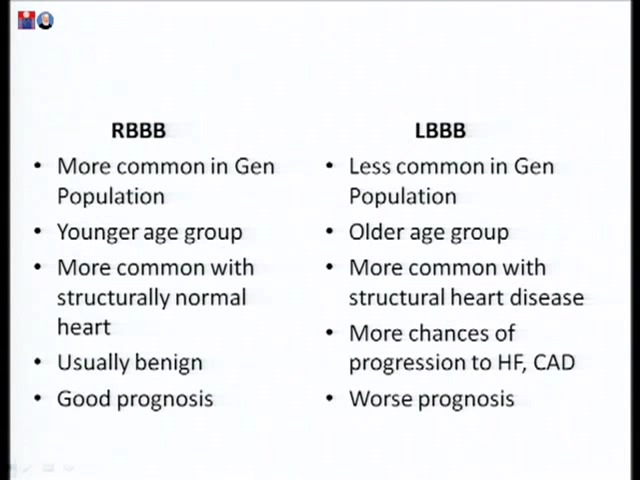 RBBB
• More common in Gen
Population
• Younger age group
• More common with
structurally normal
heart
• Usually benign
• Good prognosis
LBBB
• Less common in Gen
Population
• Older age group
• More common with
structural heart disease
• More chances of
progression to HF, CAD
• Worse prognosis